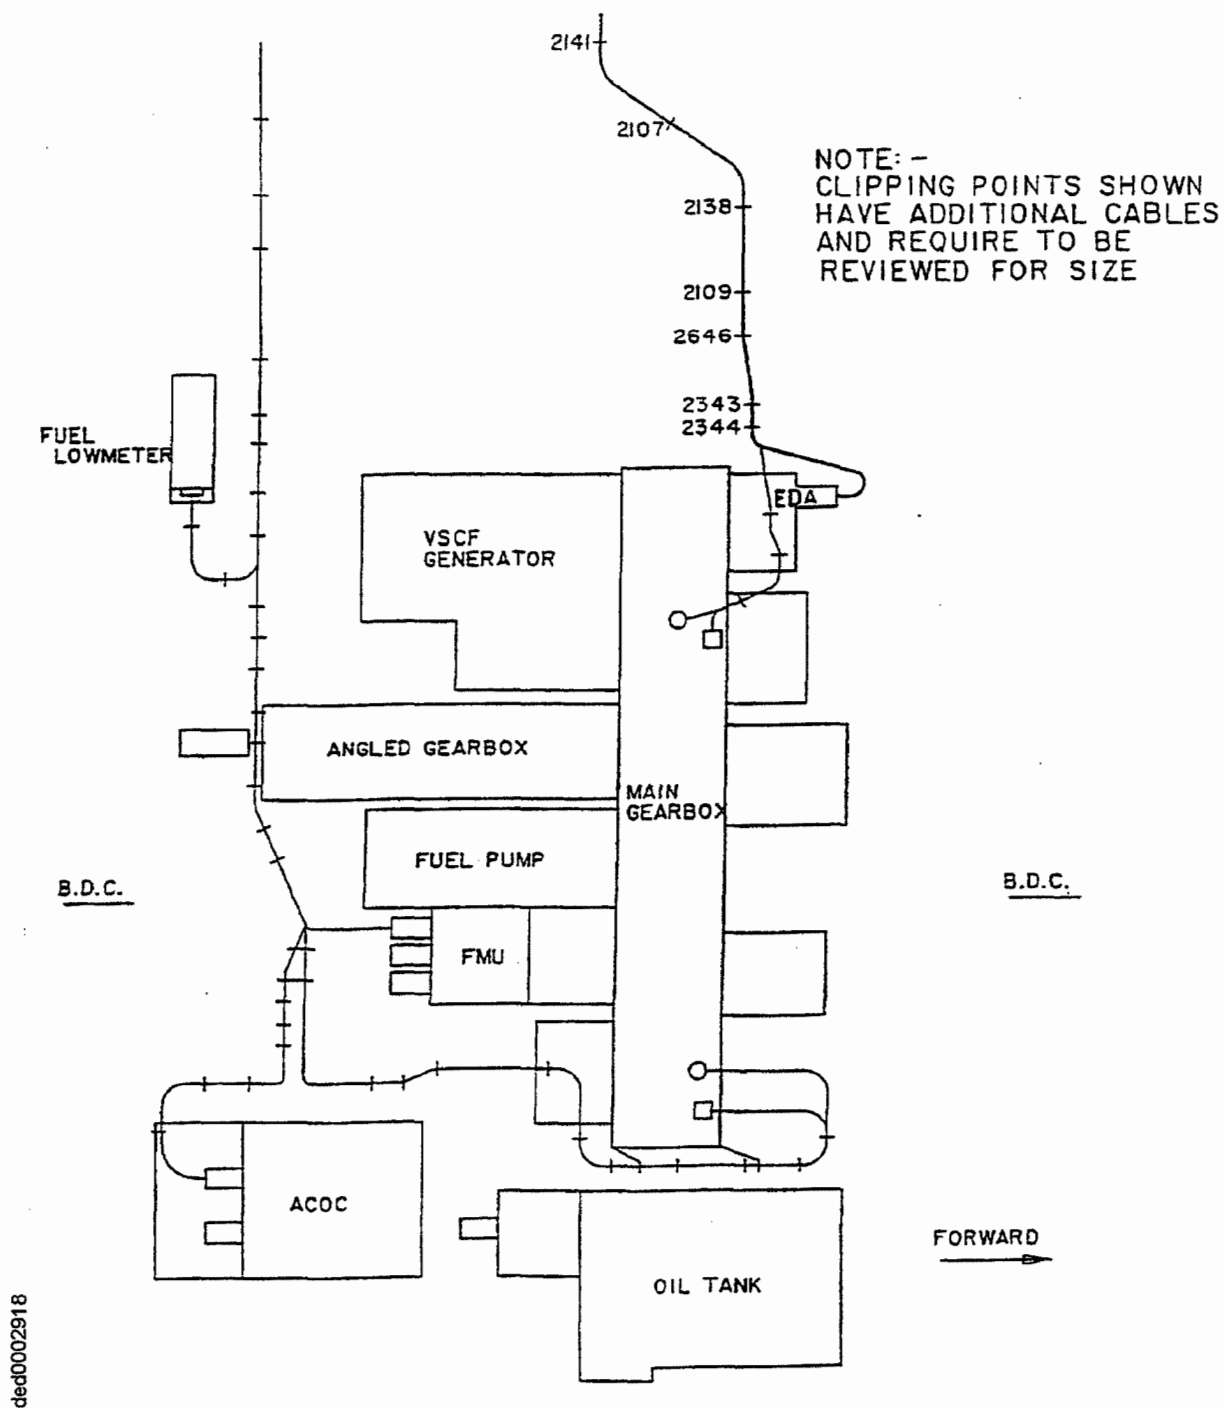 2141
2107
NOTE: -
CLIPPING POINTS SHOWN
HAVE ADDITIONAL CABLES
AND REQUIRE TO BE
REVIEWED FOR SIZE
2138
2109
2646
2343
2344
FUEL
LOWMETER
EDA
VSCF
GENERATOR
ANGLED GEARBOX
MAIN
GEARBOX
FUEL PUMP
B.D.C.
B.D.C.
FMU
ACOC
FORWARD
OIL TANK
ded0002918